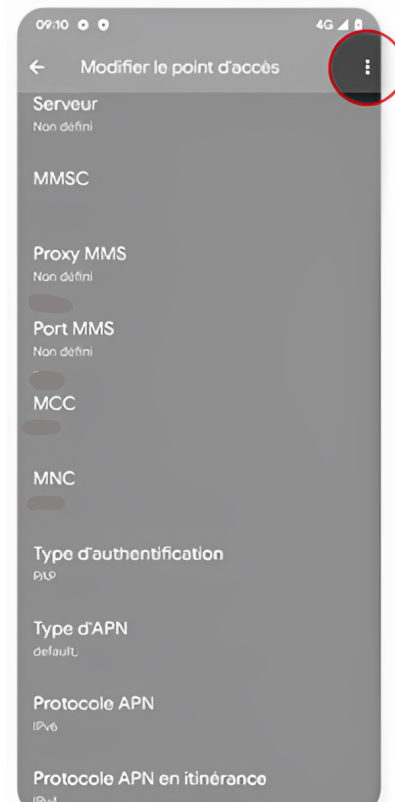 09:10
4G
Modifier le point d'accès
Serveur
Non défini
MMSC
Proxy MMS
Non défini
Port MMS
Non défini
MCC
MNC
Type d'authentification
Type d'APN
default,
Protocole APN
IPv6
Protocole APN en itinérance